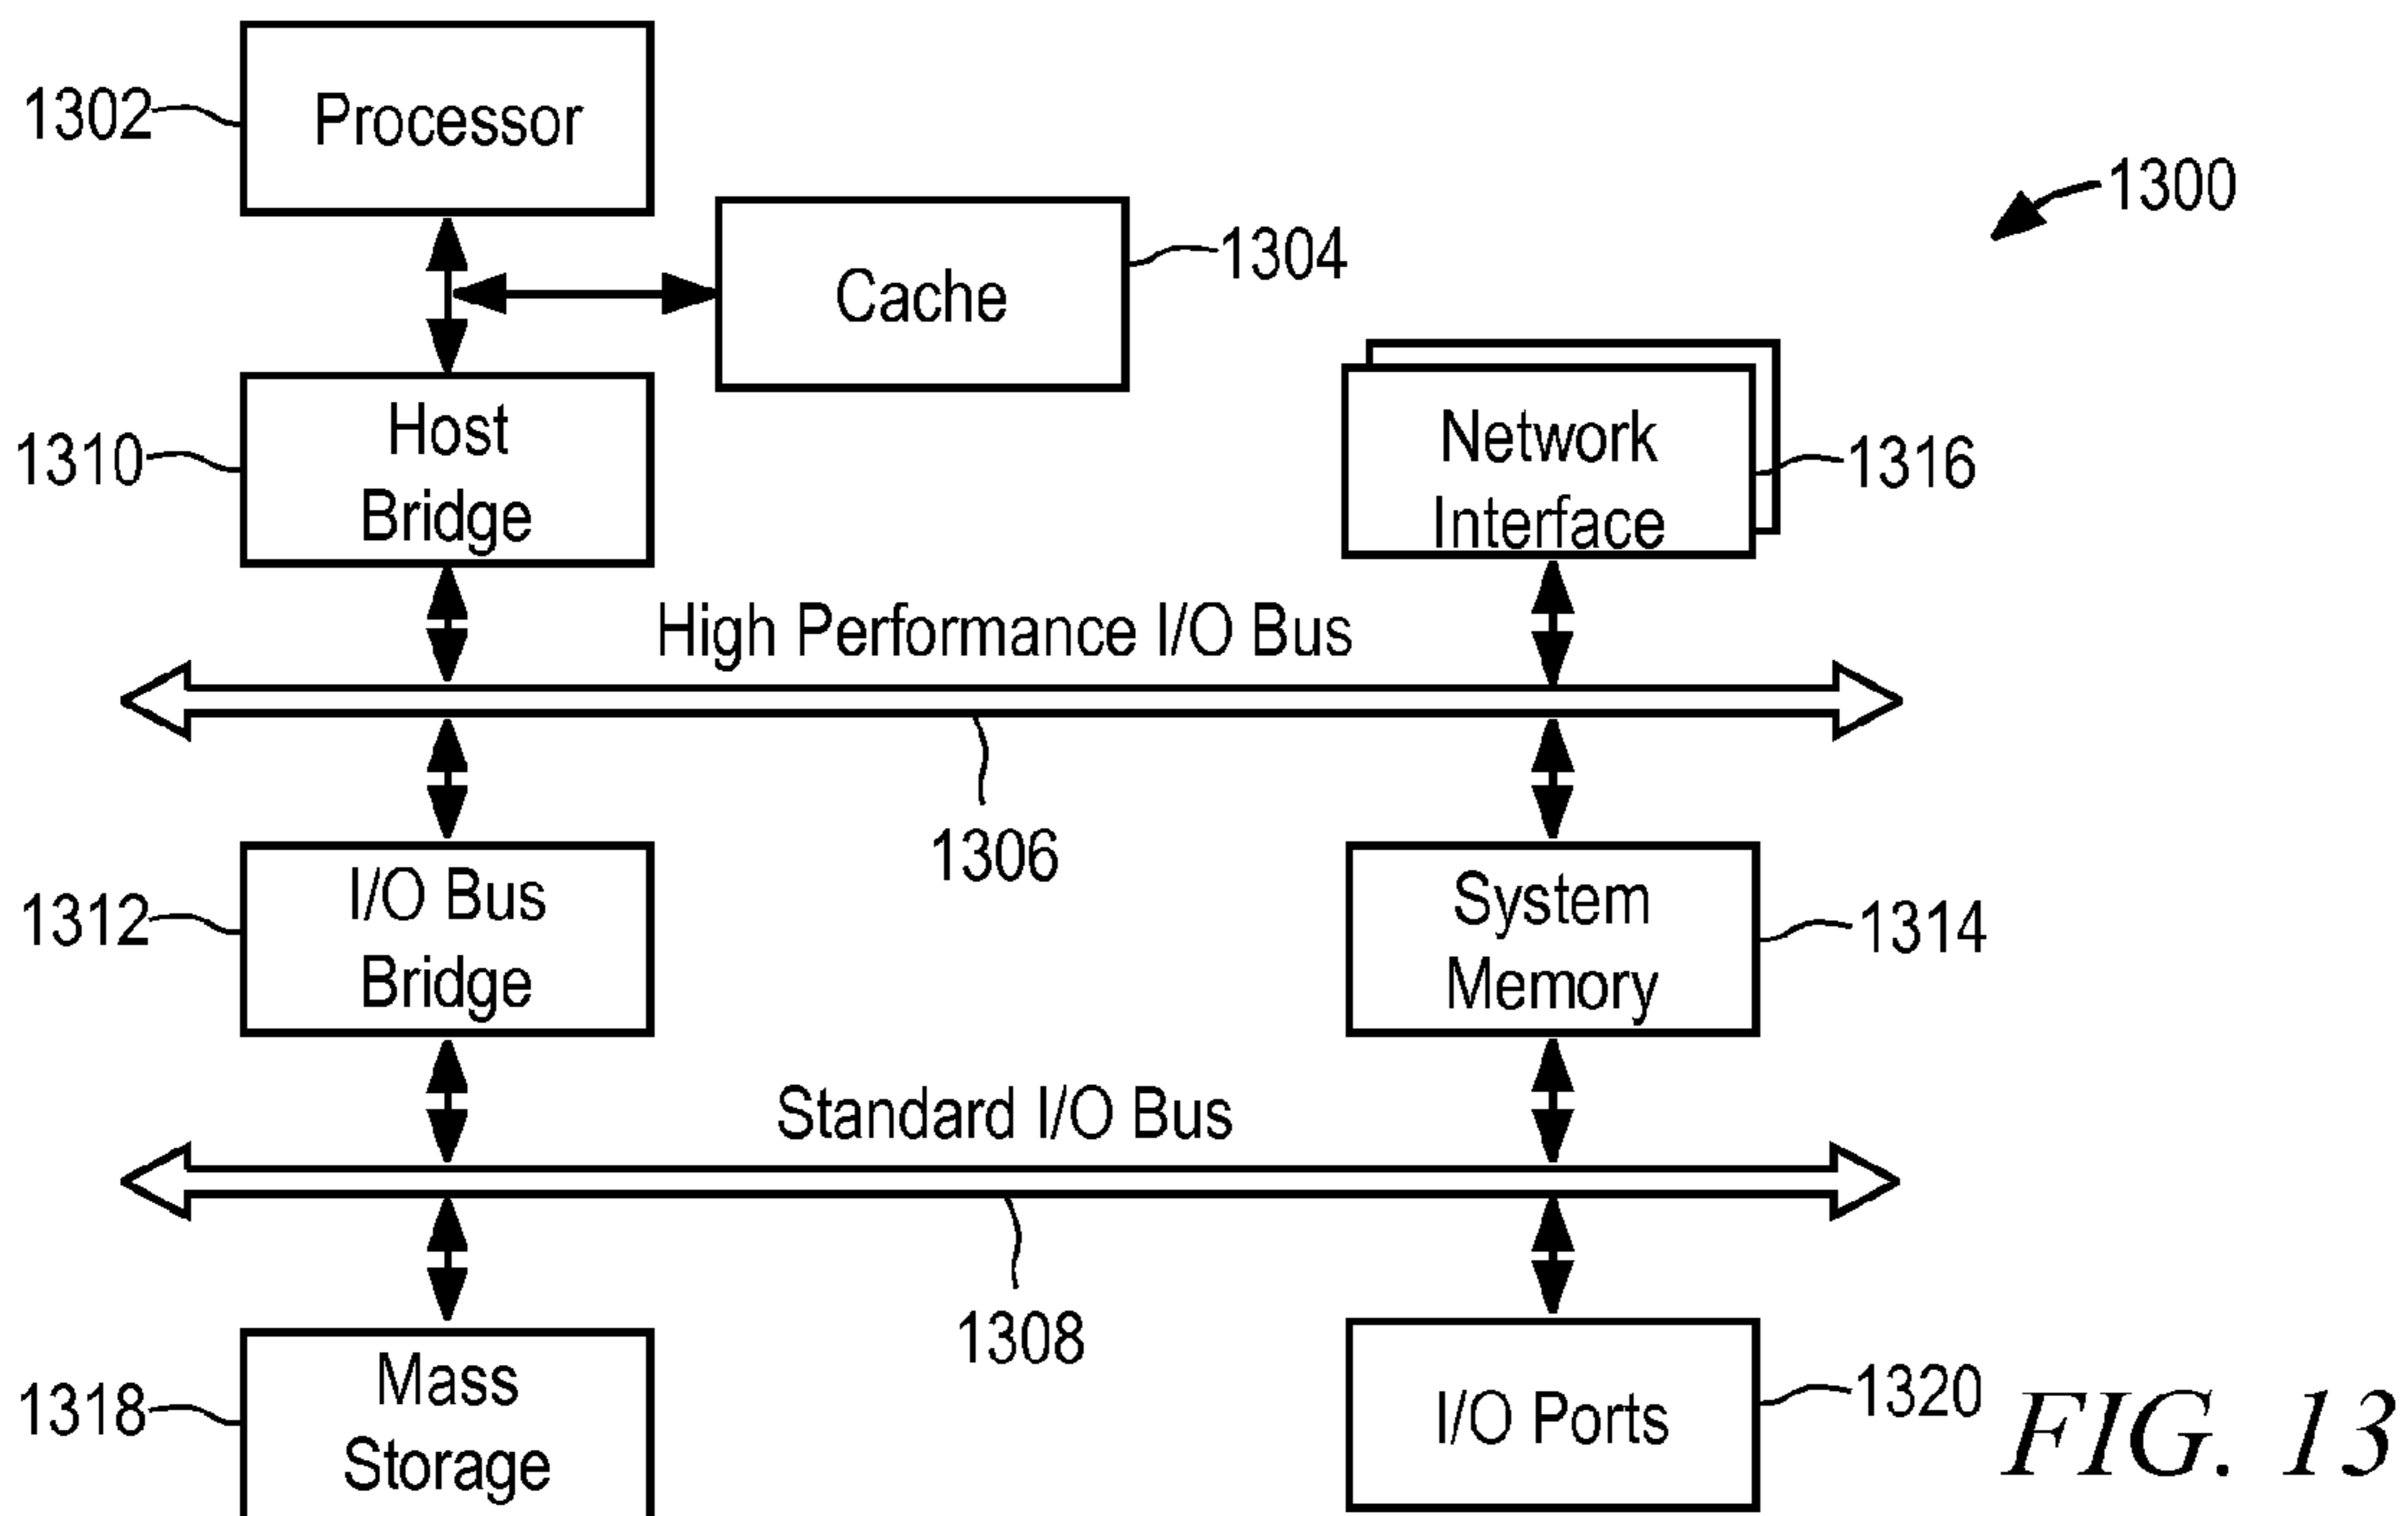 1302
Processor
1300
1304
Cache
1310
Host
Bridge
Network
Interface
1316
High Performance I/O Bus
1306
1312
I/O Bus
Bridge
System
Memory
1314
Standard I/O Bus
1308
1318
Mass
Storage
I/O Ports
1320
FIG. 13